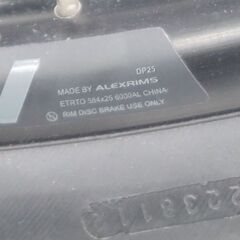 DP25
MADE BY ALEXRIMS
ETRTO 584x25 6000AL CHINA
RIM DISC BRAKE USE ONLY.